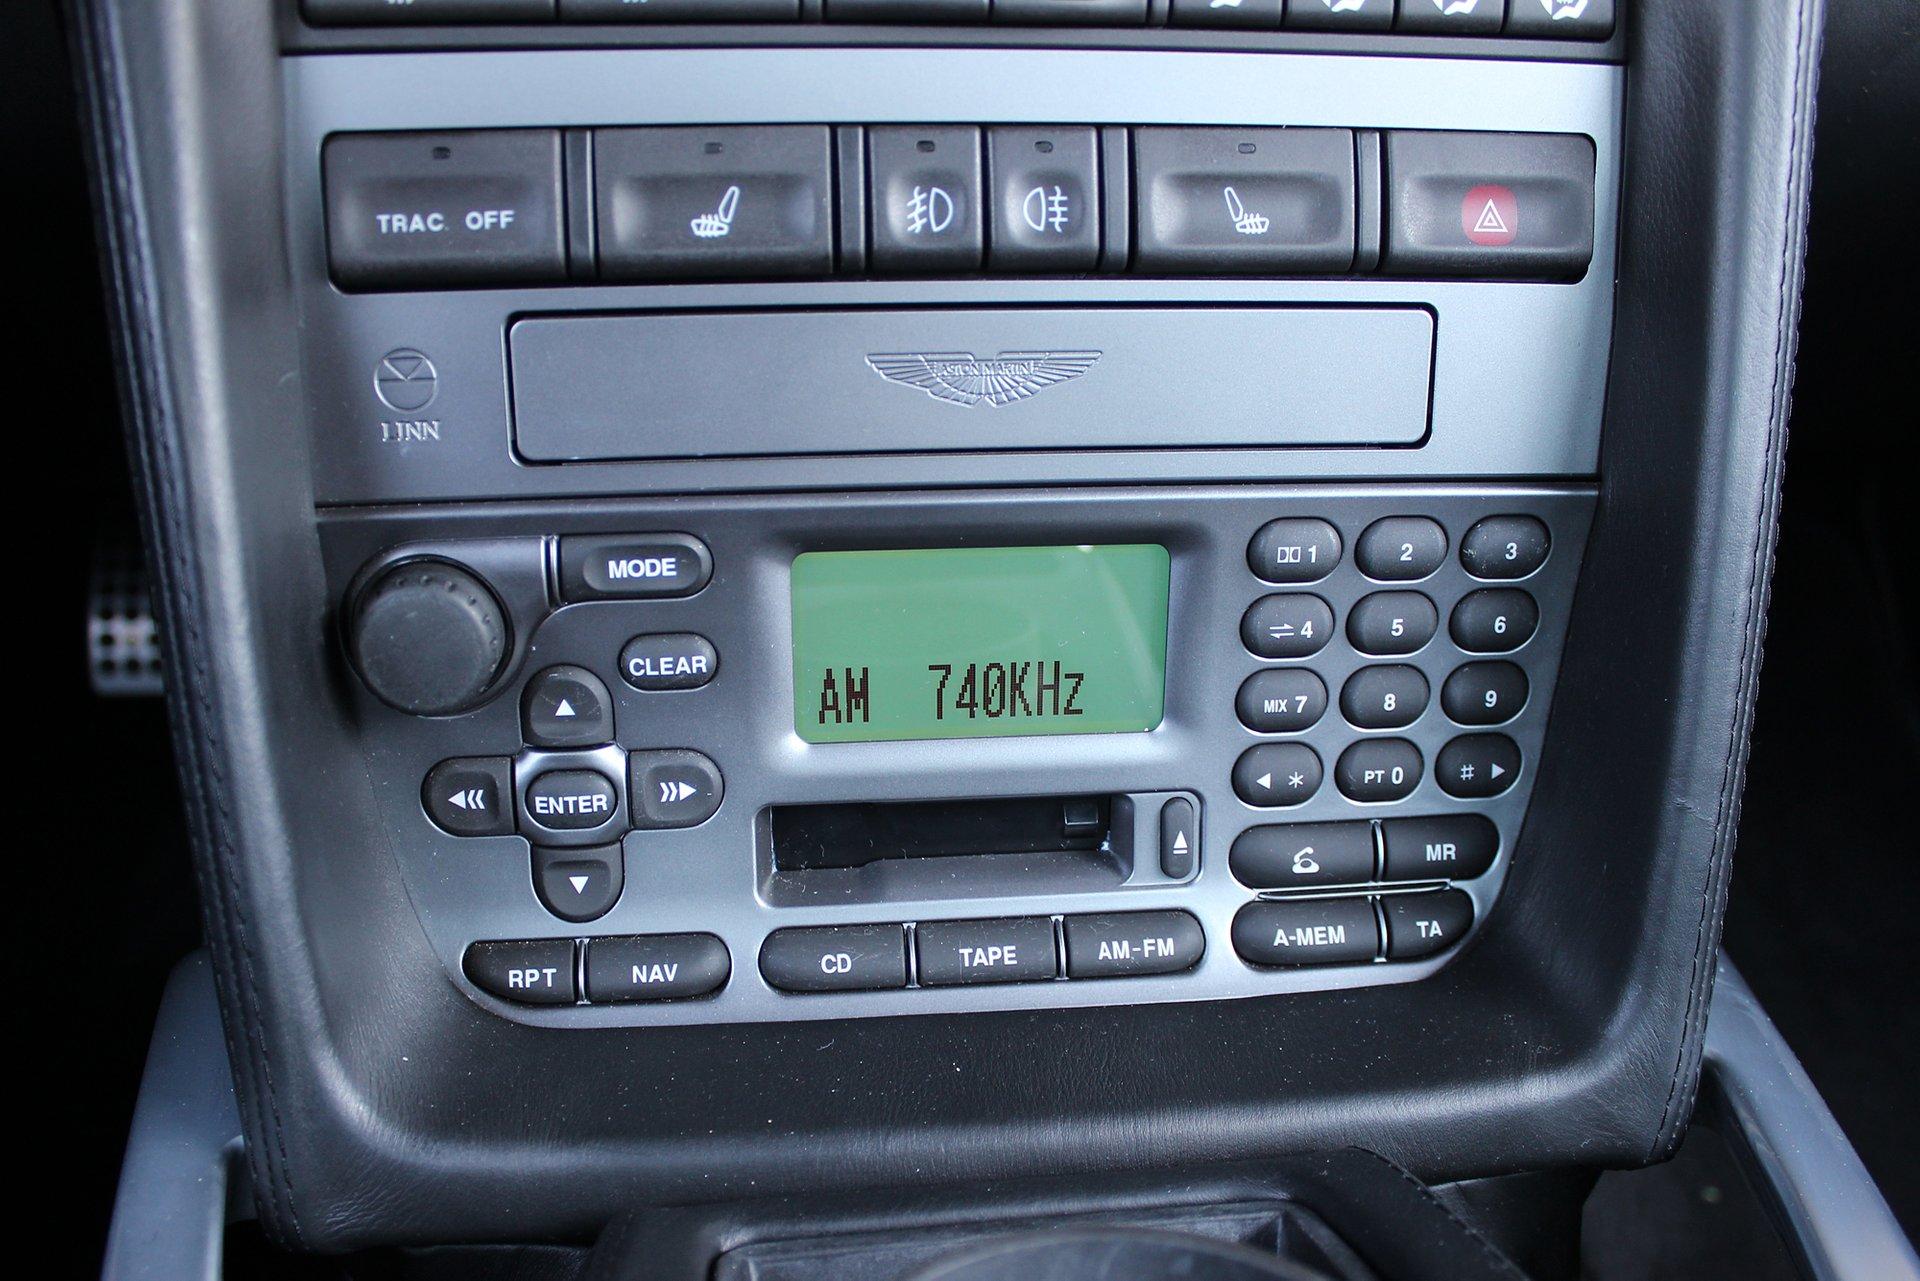 TRAC OFF
ASTON MARTIN
LINN
MODE
CLEAR
ENTER
RPT NAV
AM 740KHz
CD TAPE AM-FM
1 2 3
4 5 6
MIX 7 8 9
* PT 0 #
MR
A-MEM TA